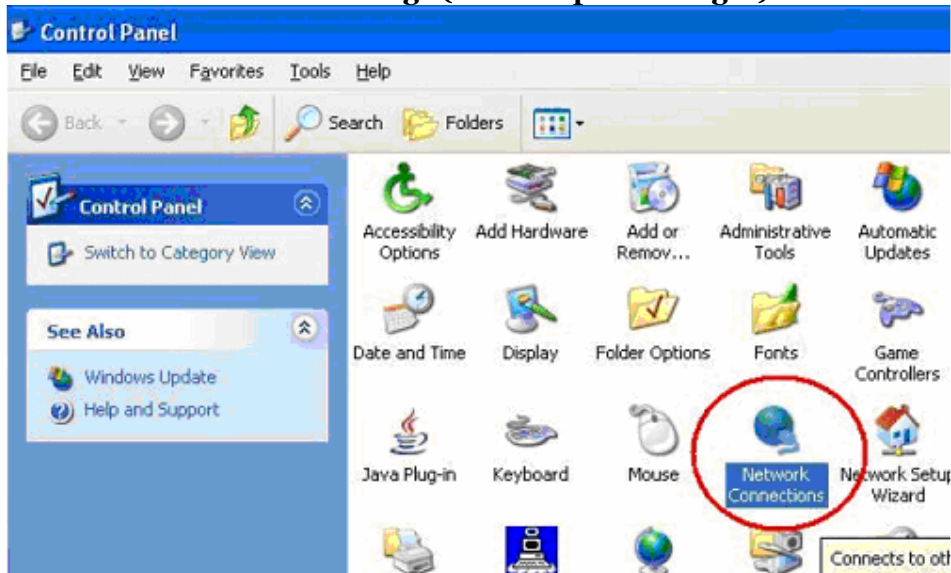 Control Panel
File Edit View Favorites Tools Help
Back Search Folders
Control Panel
Switch to Category View
See Also
Windows Update
Help and Support
Accessibility Add Hardware Add or Administrative Automatic
Options Remov... Tools Updates
Date and Time Display Folder Options Fonts Game
Controllers
Java Plug-in Keyboard Mouse Network Network Setup
Connections Wizard
Connects to oth